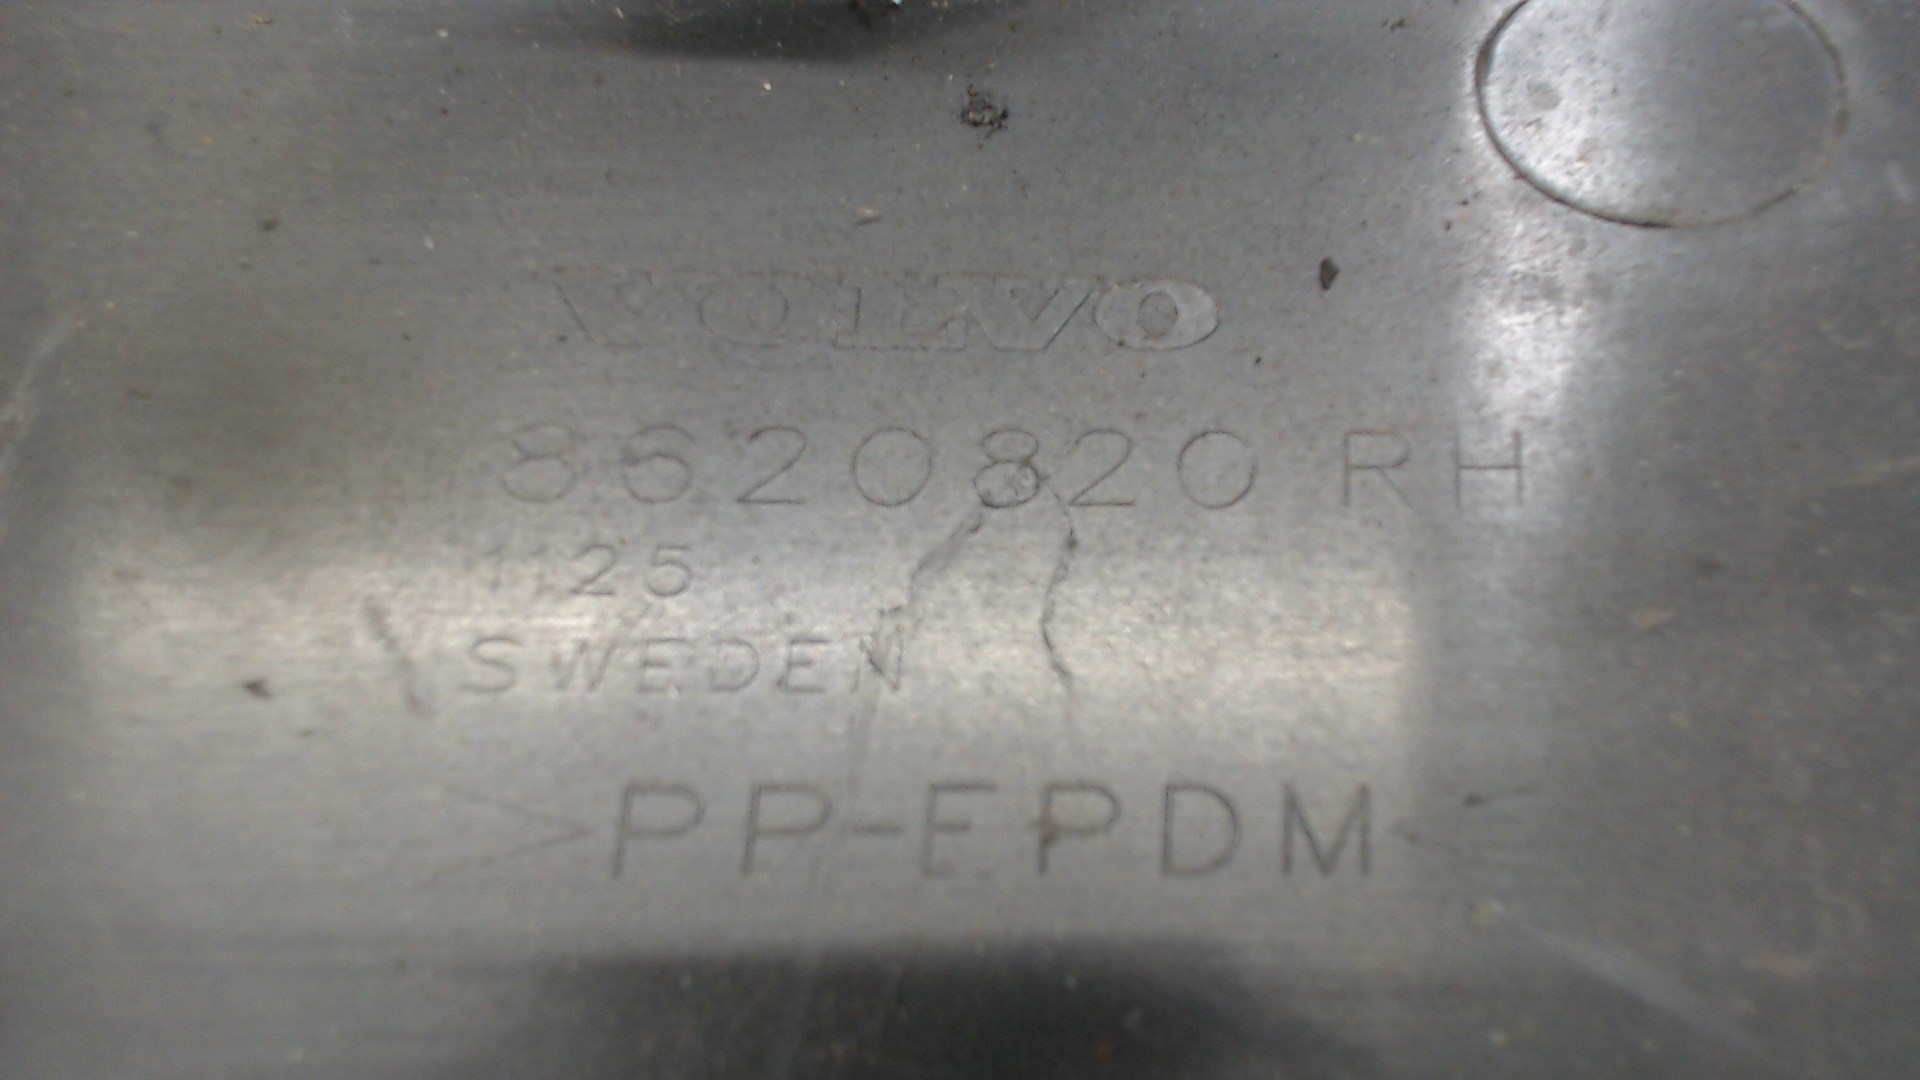 VOLVO
8620820 RH
1125
SWEDEN
>PP-EPDM<